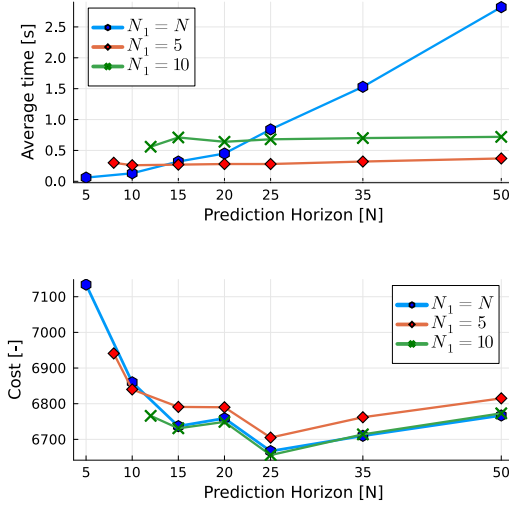 N₁ = N
N₁ = 5
N₁ = 10
Average time [s]
2.5
2.0
1.5
1.0
0.5
0.0
5 10 15 20 25 35 50
Prediction Horizon [N]
N₁ = N
N₁ = 5
N₁ = 10
Cost [-]
7100
7000
6900
6800
6700
5 10 15 20 25 35 50
Prediction Horizon [N]